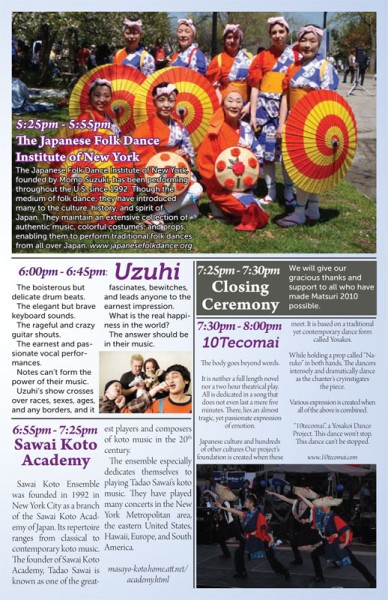 5:25pm - 5:55pm
The Japanese Folk Dance
Institute of New York
The Japanese Folk Dance Institute of New York,
founded by Momo Suzuki, has been performing
throughout the U.S. since 1992. Though the
medium of folk dance, they have introduced
many to the culture, history, and spirit of
Japan. They maintain an extensive collection of
authentic music, colorful costumes, and props,
enabling them to perform traditional folk dances
from all over Japan. www.japanesefolkdance.org
6:00pm - 6:45pm: Uzuhi
The boisterous but
delicate drum beats.
The elegant but brave
keyboard sounds.
The rageful and crazy
guitar shouts.
The earnest and pas-
sionate vocal perfor-
mances.
Notes can't form the
power of their music.
Uzuhi's show crosses
over races, sexes, ages,
and any borders, and it
fascinates, bewitches,
and leads anyone to the
earnest impression.
What is the real happi-
ness in the world?
The answer should be
in their music.
6:55pm - 7:25pm
Sawai Koto
Academy
Sawai Koto Ensemble
was founded in 1992 in
New York City as a branch
of the Sawai Koto Acad-
emy of Japan. Its repertoire
ranges from classical to
contemporary koto music.
The founder of Sawai Koto
Academy, Tadao Sawai is
known as one of the great-
est players and composers
of koto music in the 20th
century.
The ensemble especially
dedicates themselves to
playing Tadao Sawai's koto
music. They have played
many concerts in the New
York Metropolitan area,
the eastern United States,
Hawaii, Europe, and South
America.
masayo-koto.home.att.net/
academy.html
7:25pm - 7:30pm
Closing
Ceremony
We will give our
gracious thanks and
support to all who have
made Matsuri 2010
possible.
7:30pm - 8:00pm
10Tecomai
The body goes beyond words.
It is neither a full length novel
nor a two hour theatrical play.
All is dedicated in a song that
does not even last a mere five
minutes. There, lies an almost
tragic, yet passionate expression
of emotion.
Japanese culture and hundreds
of other cultures Our project's
foundation is created when these
meet. It is based on a traditional
yet contemporary dance form
called Yosakoi.
While holding a prop called "Na-
ruko" in both hands, The dancers
intensely and dramatically dance
as the chanter's cry instigates
the piece.
Various expression is created when
all of the above is combined.
"10tecomai", a Yosakoi Dance
Project. This dance won't stop.
This dance can't be stopped.
www.10tecomai.com